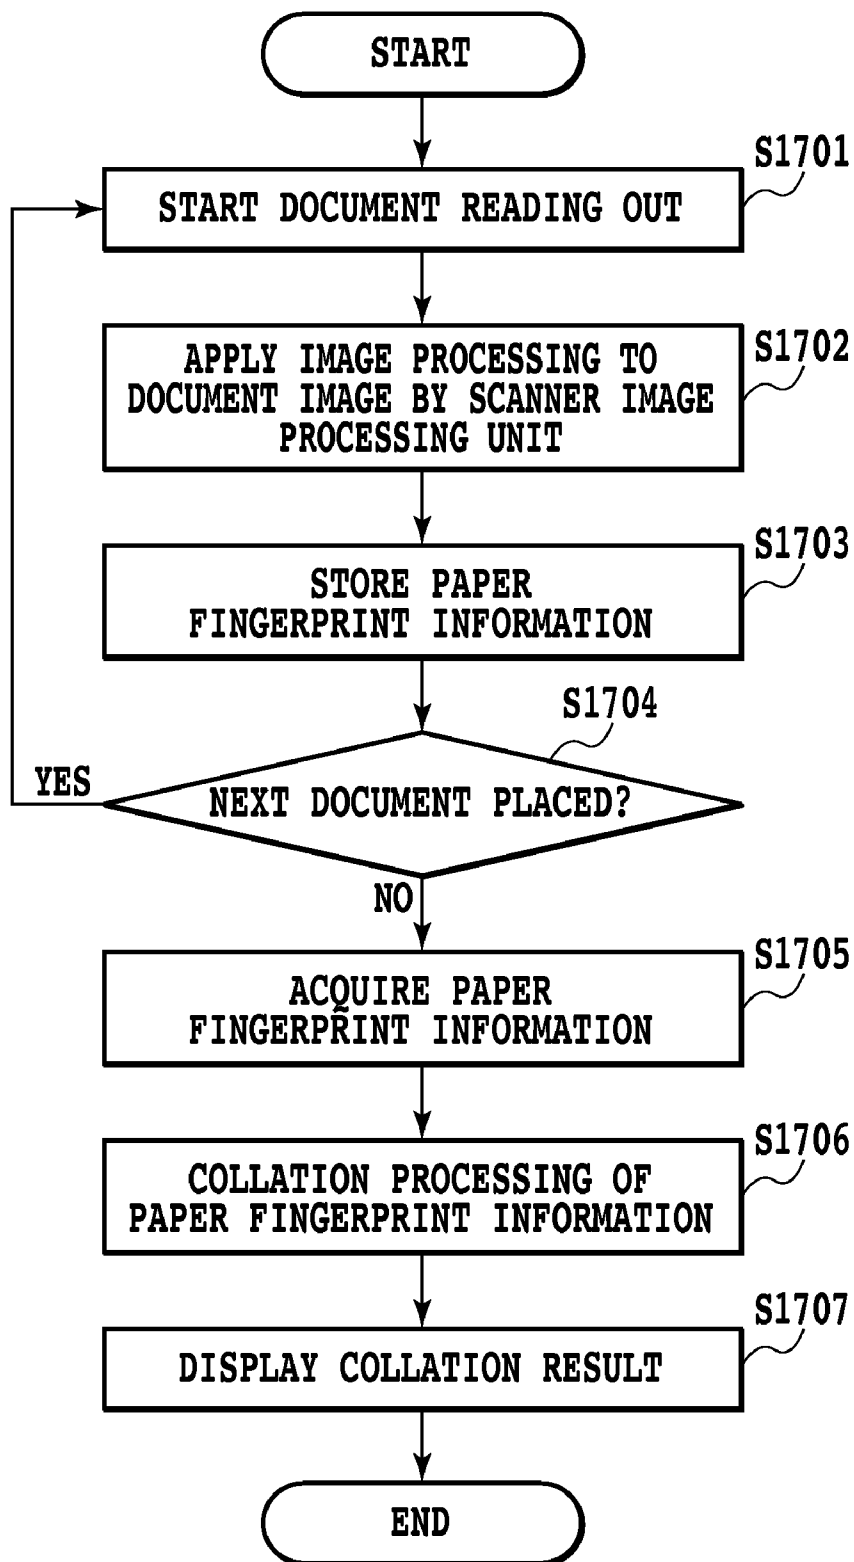 START
S1701
START DOCUMENT READING OUT
S1702
APPLY IMAGE PROCESSING TO
DOCUMENT IMAGE BY SCANNER IMAGE
PROCESSING UNIT
S1703
STORE PAPER
FINGERPRINT INFORMATION
S1704
YES
NEXT DOCUMENT PLACED?
NO
S1705
ACQUIRE PAPER
FINGERPRINT INFORMATION
S1706
COLLATION PROCESSING OF
PAPER FINGERPRINT INFORMATION
S1707
DISPLAY COLLATION RESULT
END